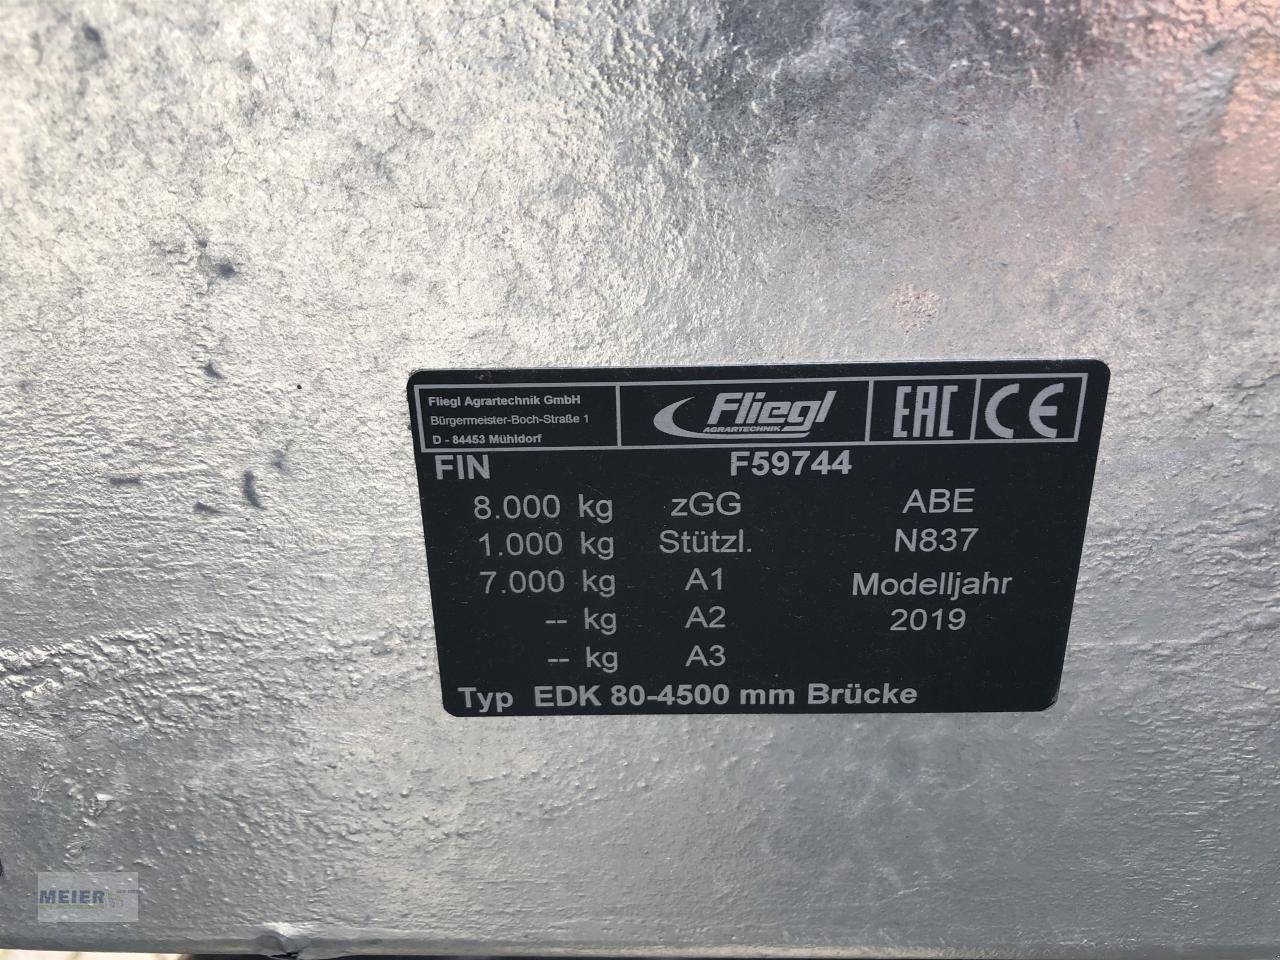 Fliegl Agrartechnik GmbH
Bürgermeister-Boch-Straße 1
D - 84453 Mühldorf
Fliegl
AGRARTECHNIK
EAC CE
FIN F59744
8.000 kg zGG ABE
1.000 kg Stützl. N837
7.000 kg A1 Modelljahr
-- kg A2 2019
-- kg A3
Typ EDK 80-4500 mm Brücke
MEIER